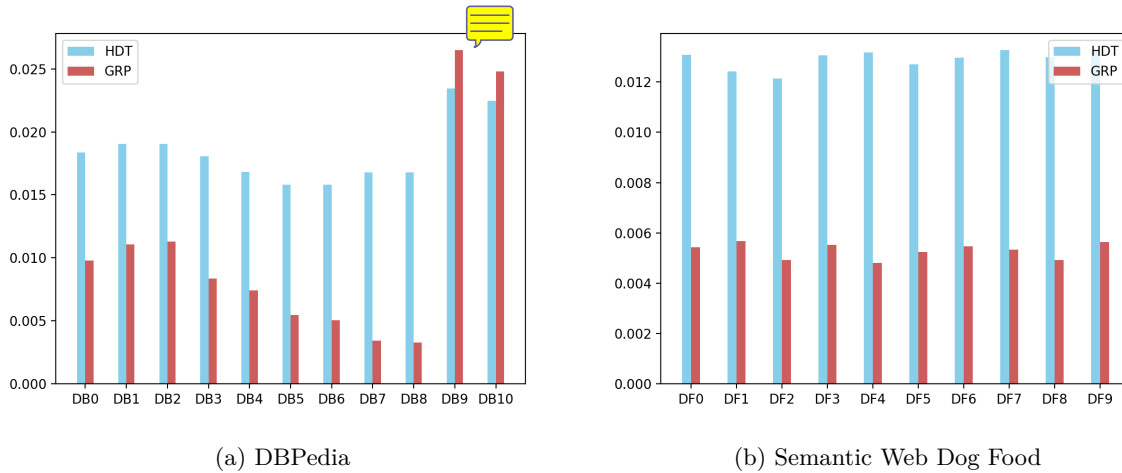 HDT
GRP
0.025
0.020
0.015
0.010
0.005
0.000
DB0 DB1 DB2 DB3 DB4 DB5 DB6 DB7 DB8 DB9 DB10
(a) DBPedia
HDT
GRP
0.012
0.010
0.008
0.006
0.004
0.002
0.000
DF0 DF1 DF2 DF3 DF4 DF5 DF6 DF7 DF8 DF9
(b) Semantic Web Dog Food